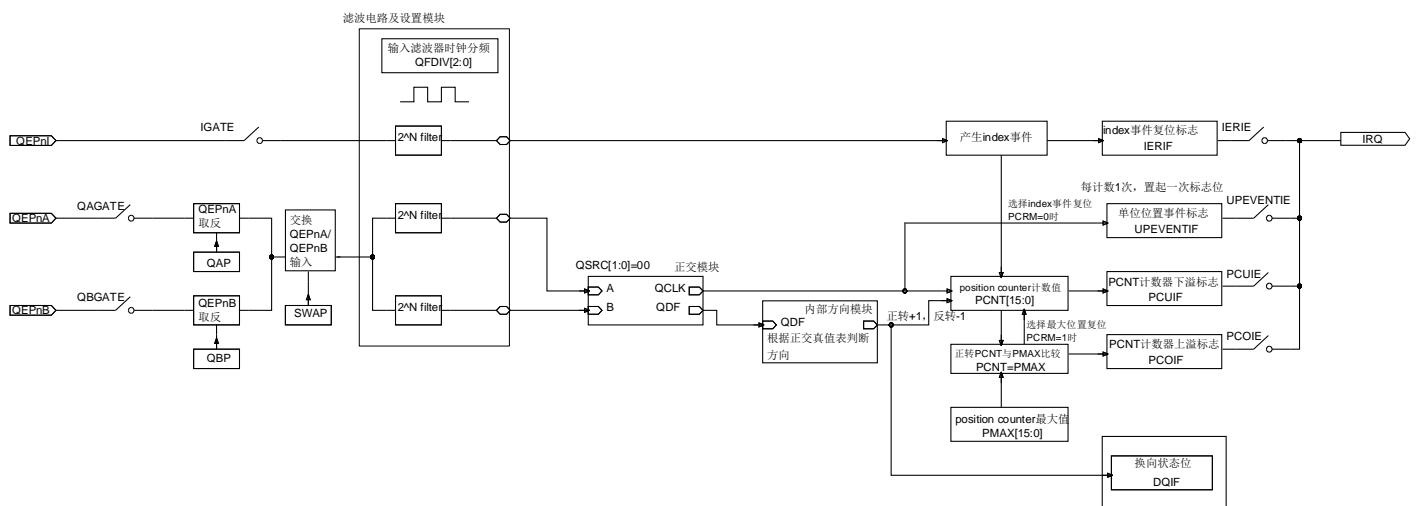 滤波电路及设置模块
输入滤波器时钟分频
QFDIV[2:0]
QEPnI
IGATE
2^N filter
产生index事件
index事件复位标志
IERIF
IERIE
IRQ
QEPnA
QAGATE
QEPnA
取反
QAP
交换
QEPnA/
QEPnB
输入
SWAP
2^N filter
选择index事件复位
PCRM=0时
每计数1次，置起一次标志位
单位位置事件标志
UPEVENTIF
UPEVENTIE
QEPnB
QBGATE
QEPnB
取反
QBP
2^N filter
QSRC[1:0]=00
正交模块
A
QCLK
B
QDF
内部方向模块
QDF
根据正交真值表判断
方向
正转+1，反转-1
position counter计数值
PCNT[15:0]
PCNT计数器下溢标志
PCUIF
PCUIE
选择最大位置复位
PCRM=1时
正转PCNT与PMAX比较
PCNT=PMAX
PCNT计数器上溢标志
PCOIF
PCOIE
position counter最大值
PMAX[15:0]
换向状态位
DQIF